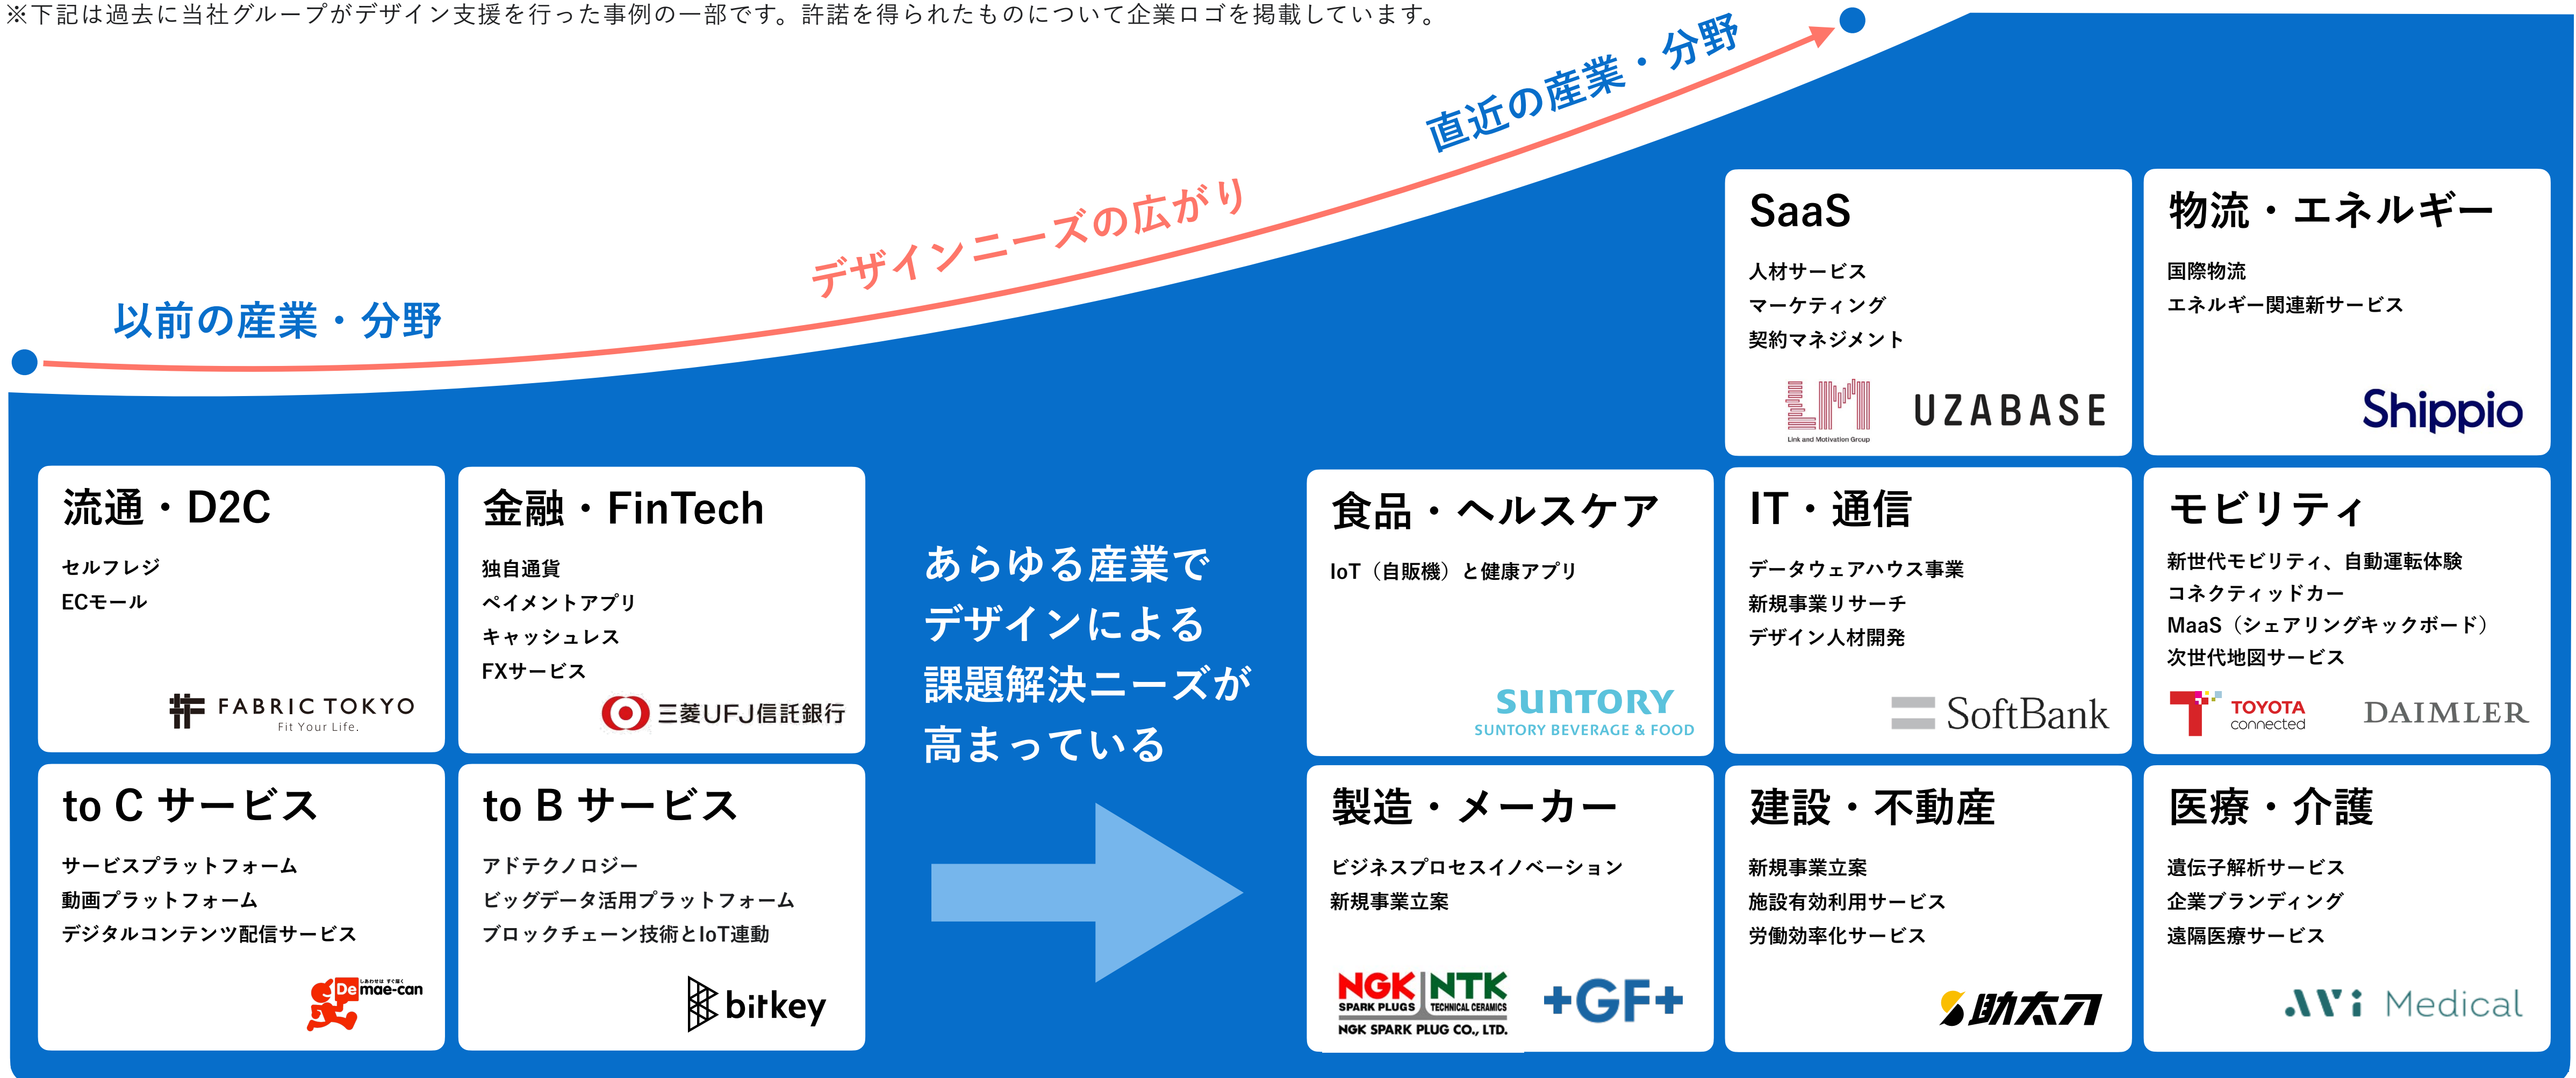 ※下記は過去に当社グループがデザイン支援を行った事例の一部です。許諾を得られたものについて企業ロゴを掲載しています。
以前の産業・分野
デザインニーズの広がり
直近の産業・分野
流通・D2C
セルフレジ
ECモール
FABRIC TOKYO
Fit Your Life.
金融・FinTech
独自通貨
ペイメントアプリ
キャッシュレス
FXサービス
三菱UFJ信託銀行
to C サービス
サービスプラットフォーム
動画プラットフォーム
デジタルコンテンツ配信サービス
しあわせは すぐ届く
De mae-can
to B サービス
アドテクノロジー
ビッグデータ活用プラットフォーム
ブロックチェーン技術とIoT連動
bitkey
あらゆる産業で
デザインによる
課題解決ニーズが
高まっている
SaaS
人材サービス
マーケティング
契約マネジメント
LM
Link and Motivation Group
UZABASE
物流・エネルギー
国際物流
エネルギー関連新サービス
Shippio
食品・ヘルスケア
IoT（自販機）と健康アプリ
SUNTORY
SUNTORY BEVERAGE & FOOD
IT・通信
データウェアハウス事業
新規事業リサーチ
デザイン人材開発
SoftBank
モビリティ
新世代モビリティ、自動運転体験
コネクティッドカー
MaaS（シェアリングキックボード）
次世代地図サービス
TOYOTA
connected
DAIMLER
製造・メーカー
ビジネスプロセスイノベーション
新規事業立案
NGK NTK
SPARK PLUGS TECHNICAL CERAMICS
NGK SPARK PLUG CO., LTD.
+GF+
建設・不動産
新規事業立案
施設有効利用サービス
労働効率化サービス
助太刀
医療・介護
遺伝子解析サービス
企業ブランディング
遠隔医療サービス
AVi Medical